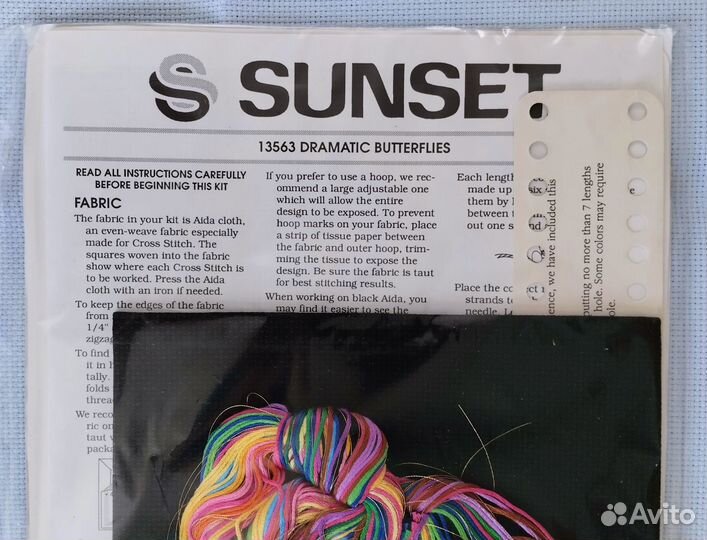 SUNSET
13563 DRAMATIC BUTTERFLIES
READ ALL INSTRUCTIONS CAREFULLY
BEFORE BEGINNING THIS KIT
FABRIC
The fabric in your kit is Aida cloth,
an even-weave fabric especially
made for Cross Stitch. The
squares woven into the fabric
show where each Cross Stitch is
to be worked. Press the Aida
cloth with an iron if needed.
To keep the edges of the fabric
from
1/4"
zigzag
To find
it in h
tally.
folds
threa
We reco
ric on
taut
packa
If you prefer to use a hoop, we rec-
ommend a large adjustable one
which will allow the entire
design to be exposed. To prevent
hoop marks on your fabric, place
a strip of tissue paper between
the fabric and outer hoop, trim-
ming the tissue to expose the
design. Be sure the fabric is taut
for best stitching results.
When working on black Aida, you
may find it easier to see the
Each length
made up six
them by
between t
out one s nd
Place the correct
strands to
needle. L
e
ence, we have included this
putting no more than 7 lengths
hole. Some colors may require
ole.
Avito